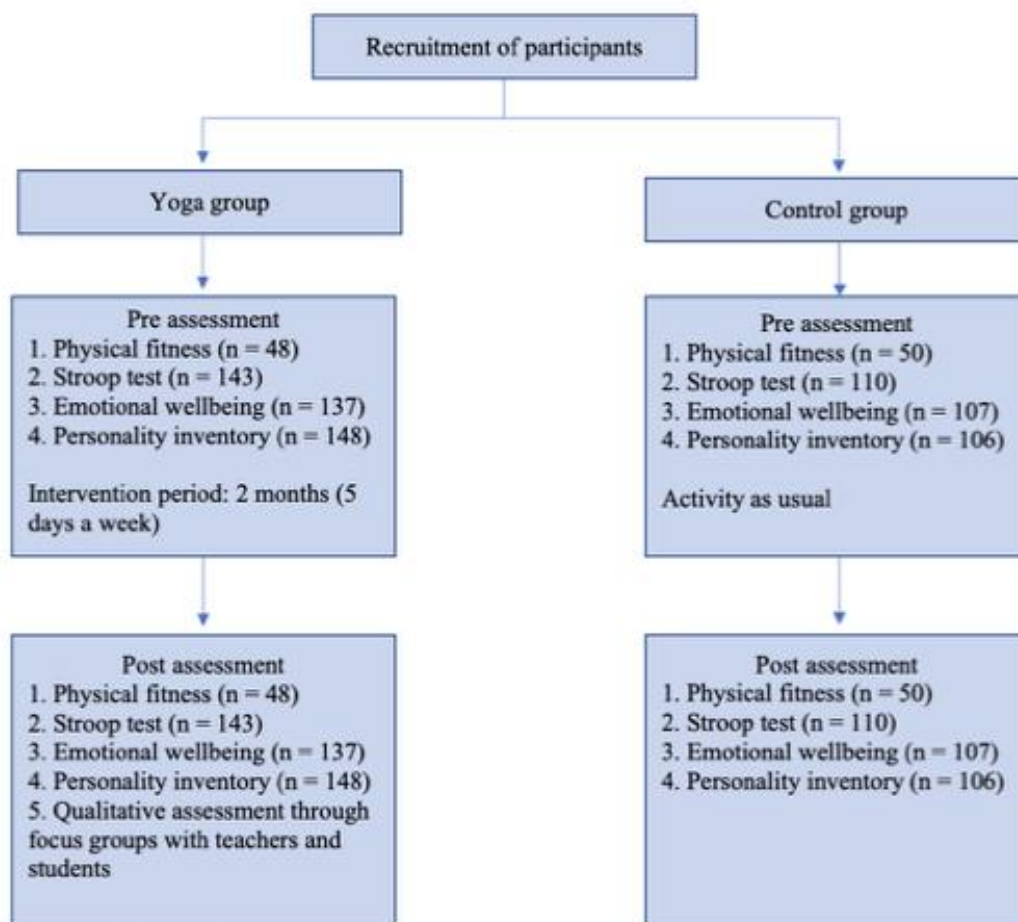 Recruitment of participants
Yoga group
Control group
Pre assessment
1. Physical fitness (n = 48)
2. Stroop test (n = 143)
3. Emotional wellbeing (n = 137)
4. Personality inventory (n = 148)
Intervention period: 2 months (5
days a week)
Pre assessment
1. Physical fitness (n = 50)
2. Stroop test (n = 110)
3. Emotional wellbeing (n = 107)
4. Personality inventory (n = 106)
Activity as usual
Post assessment
1. Physical fitness (n = 48)
2. Stroop test (n = 143)
3. Emotional wellbeing (n = 137)
4. Personality inventory (n = 148)
5. Qualitative assessment through
focus groups with teachers and
students
Post assessment
1. Physical fitness (n = 50)
2. Stroop test (n = 110)
3. Emotional wellbeing (n = 107)
4. Personality inventory (n = 106)